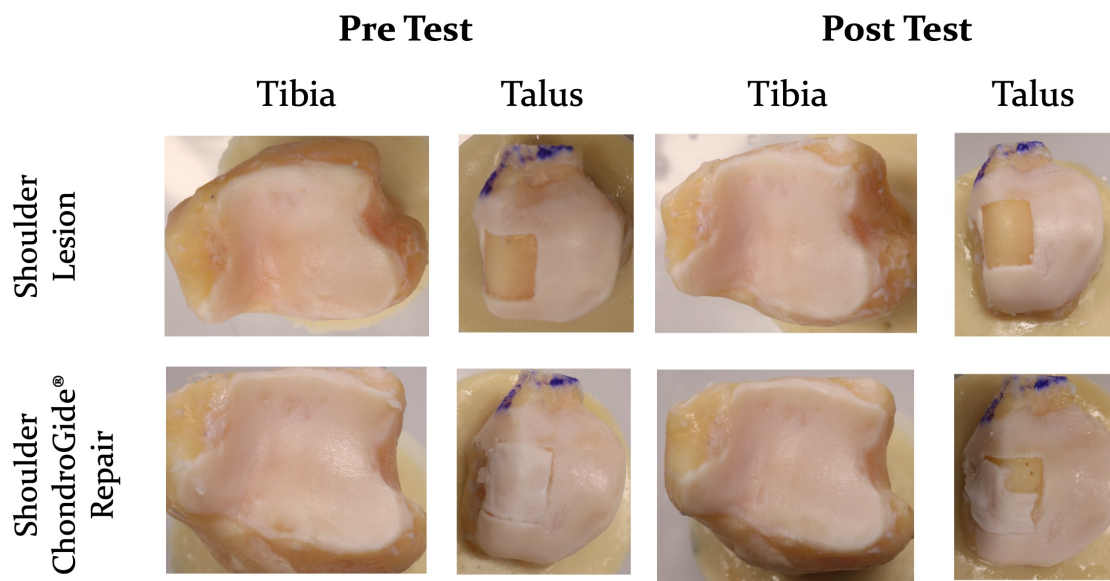 Pre Test
Post Test
Tibia
Talus
Tibia
Talus
Shoulder
Lesion
Shoulder
ChondroGide®
Repair